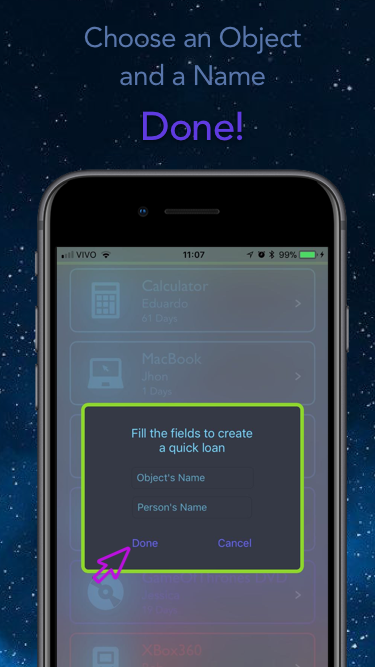 Choose an Object
and a Name
Done!
VIVO
11:07
99%
Calculator
Eduardo
61 Days
MacBook
Jhon
1 Days
Fill the fields to create
a quick loan
Object's Name
Person's Name
Done
Cancel
XBox360